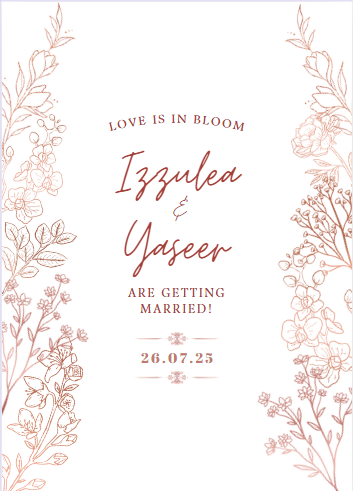 LOVE IS IN BLOOM
Izzulea
&
Yaseer
ARE GETTING
MARRIED!
26.07.25